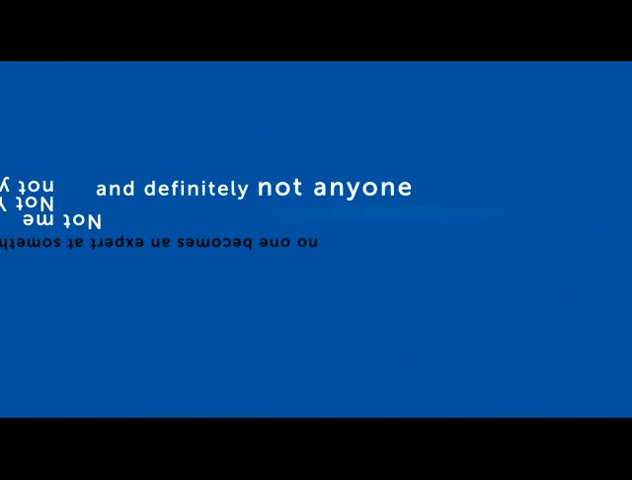 and definitely not anyone
no one becomes an expert at
Not me
Not
not